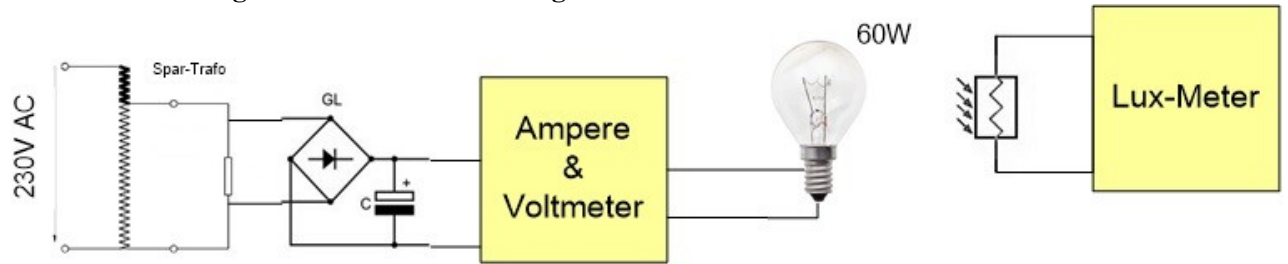 230V AC
Spar-Trafo
GL
+
C
Ampere
&
Voltmeter
60W
Lux-Meter